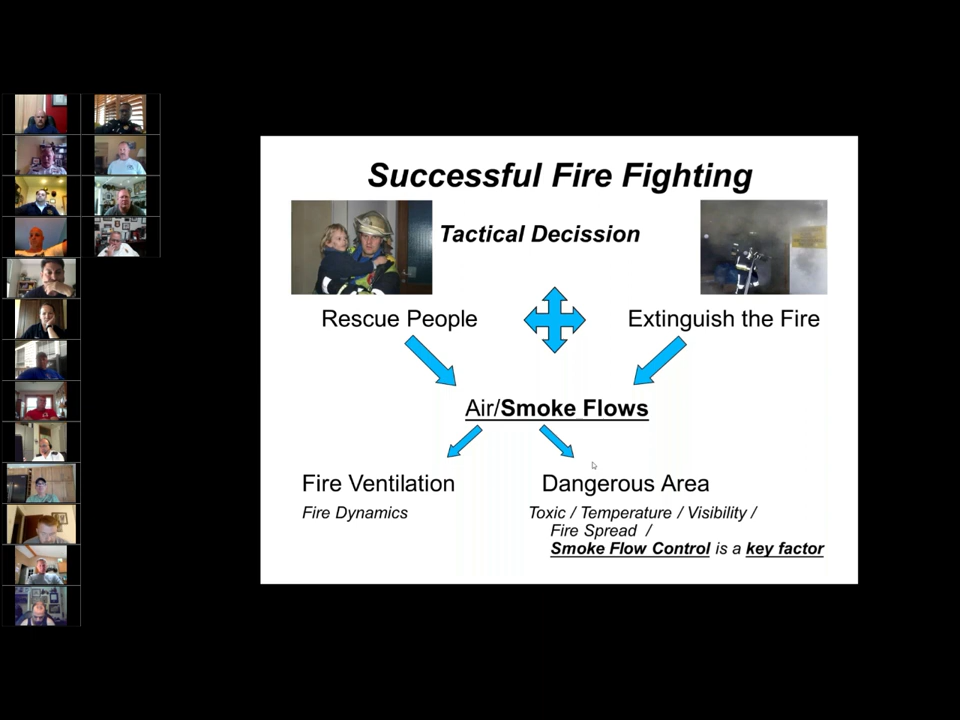 Successful Fire Fighting
Tactical Decission
Rescue People
Extinguish the Fire
Air/Smoke Flows
Fire Ventilation
Dangerous Area
Fire Dynamics
Toxic / Temperature / Visibility /
Fire Spread /
Smoke Flow Control is a key factor